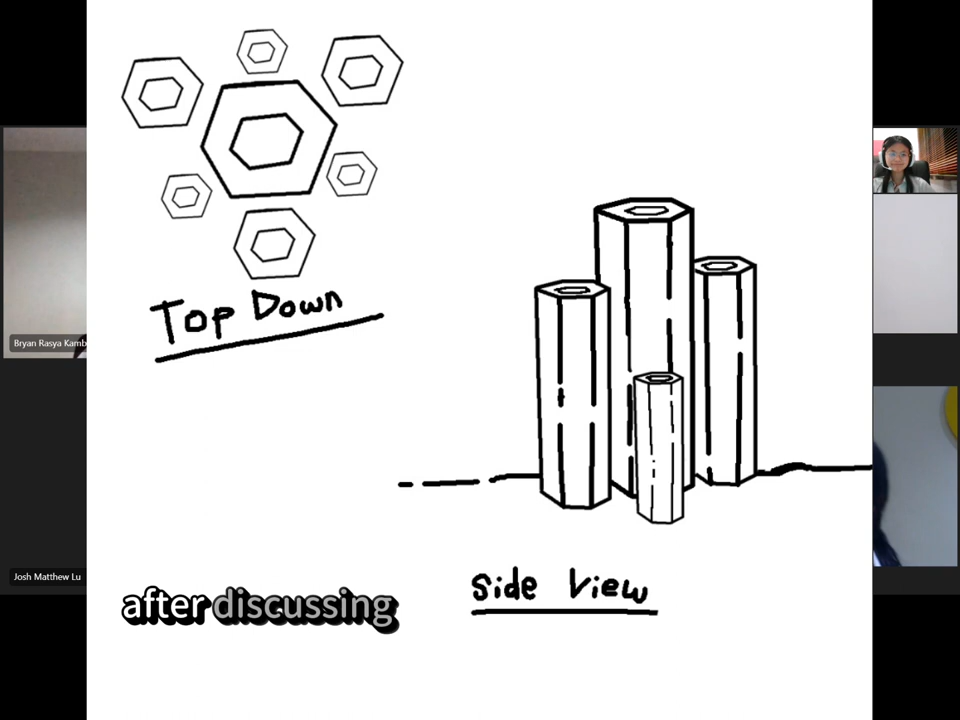 Top Down
Bryan Rasya Kamb
Josh Matthew Lu
after discussing
Side View